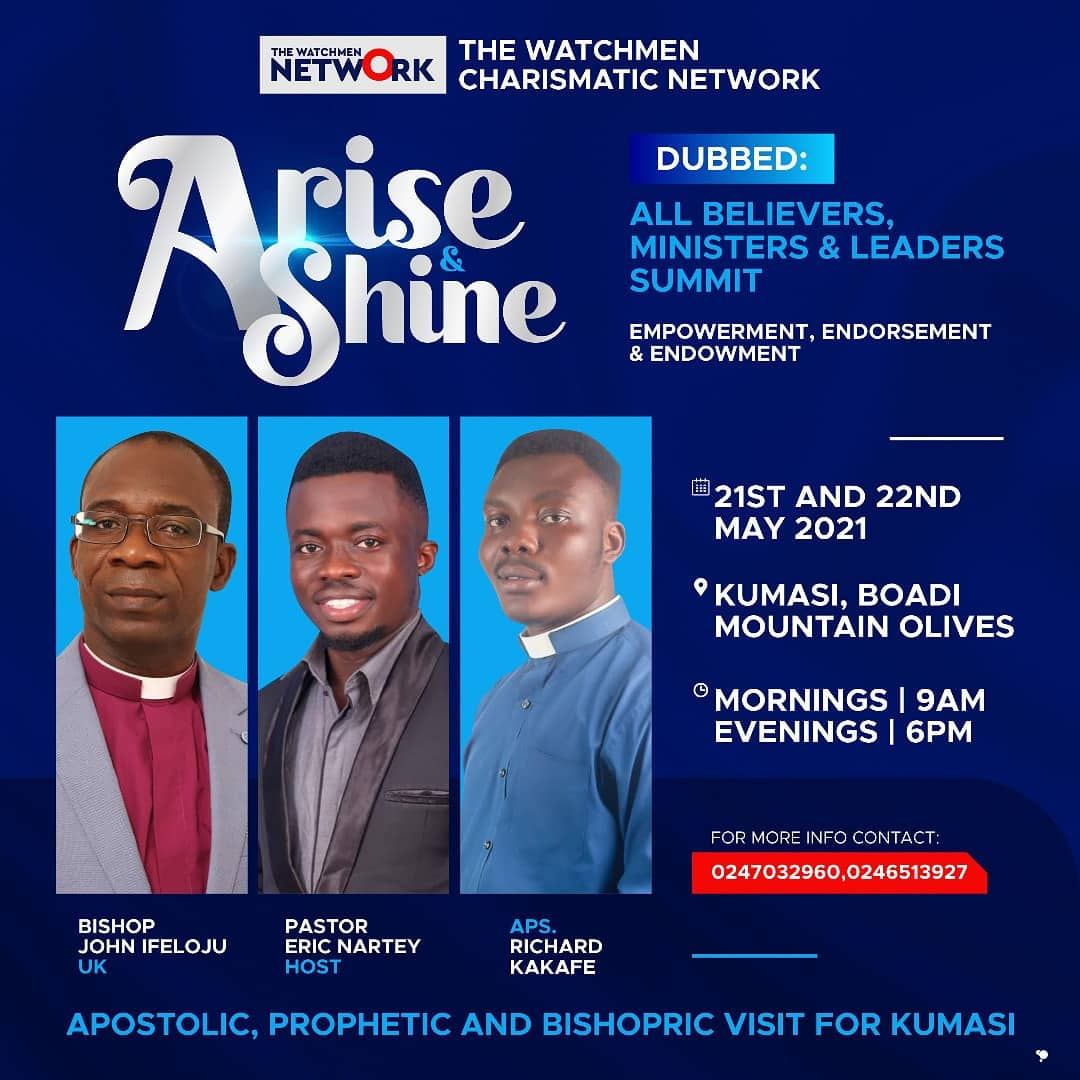 THE WATCHMEN
NETWORK
THE WATCHMEN
CHARISMATIC NETWORK
Arise
&
Shine
DUBBED:
ALL BELIEVERS,
MINISTERS & LEADERS
SUMMIT
EMPOWERMENT, ENDORSEMENT
& ENDOWMENT
21ST AND 22ND
MAY 2021
KUMASI, BOADI
MOUNTAIN OLIVES
MORNINGS | 9AM
EVENINGS | 6PM
FOR MORE INFO CONTACT:
0247032960,0246513927
BISHOP
JOHN IFELOJU
UK
PASTOR
ERIC NARTEY
HOST
APS.
RICHARD
KAKAFE
APOSTOLIC, PROPHETIC AND BISHOPRIC VISIT FOR KUMASI